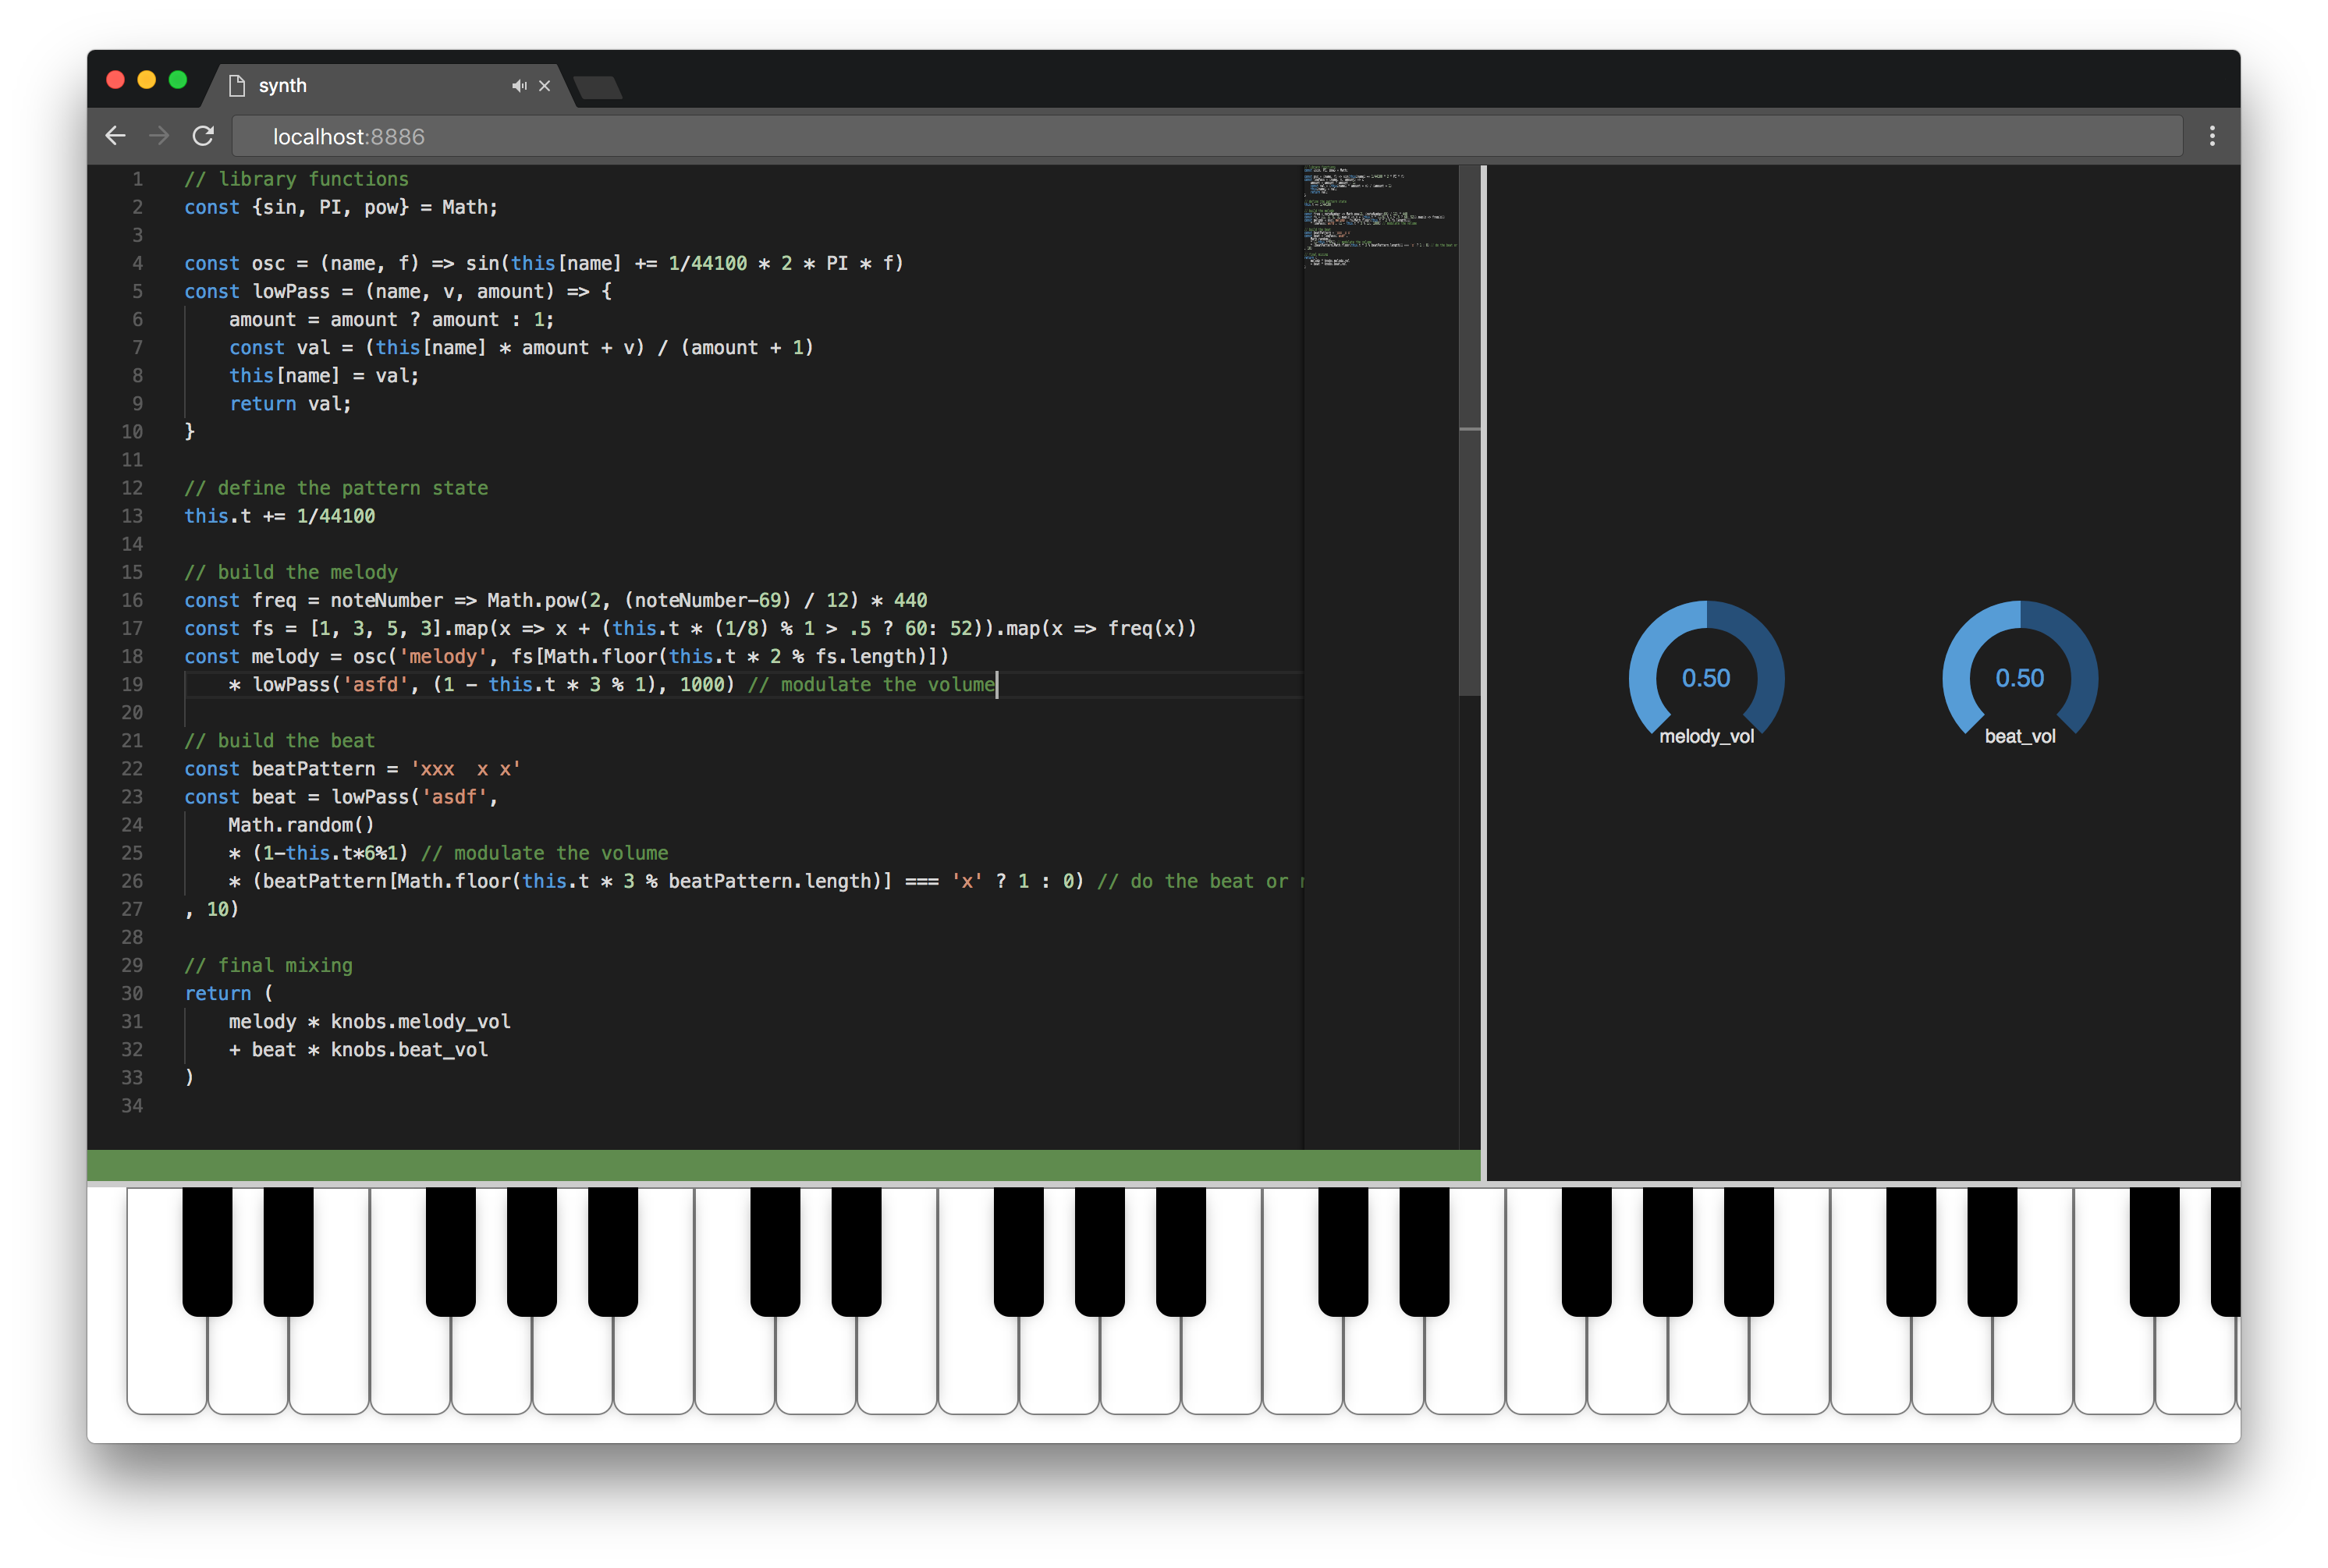 synth
localhost:8886
1 // library functions
2 const {sin, PI, pow} = Math;
3
4 const osc = (name, f) => sin(this[name] += 1/44100 * 2 * PI * f)
5 const lowPass = (name, v, amount) => {
6     amount = amount ? amount : 1;
7     const val = (this[name] * amount + v) / (amount + 1)
8     this[name] = val;
9     return val;
10 }
11
12 // define the pattern state
13 this.t += 1/44100
14
15 // build the melody
16 const freq = noteNumber => Math.pow(2, (noteNumber-69) / 12) * 440
17 const fs = [1, 3, 5, 3].map(x => x + (this.t * (1/8) % 1 > .5 ? 60: 52)).map(x => freq(x))
18 const melody = osc('melody', fs[Math.floor(this.t * 2 % fs.length)])
19     * lowPass('asfd', (1 - this.t * 3 % 1), 1000) // modulate the volume
20
21 // build the beat
22 const beatPattern = 'xxx  x x'
23 const beat = lowPass('asdf',
24     Math.random()
25     * (1-this.t*6%1) // modulate the volume
26     * (beatPattern[Math.floor(this.t * 3 % beatPattern.length)] === 'x' ? 1 : 0) // do the beat or
27 , 10)
28
29 // final mixing
30 return (
31     melody * knobs.melody_vol
32     + beat * knobs.beat_vol
33 )
34
0.50
melody_vol
0.50
beat_vol